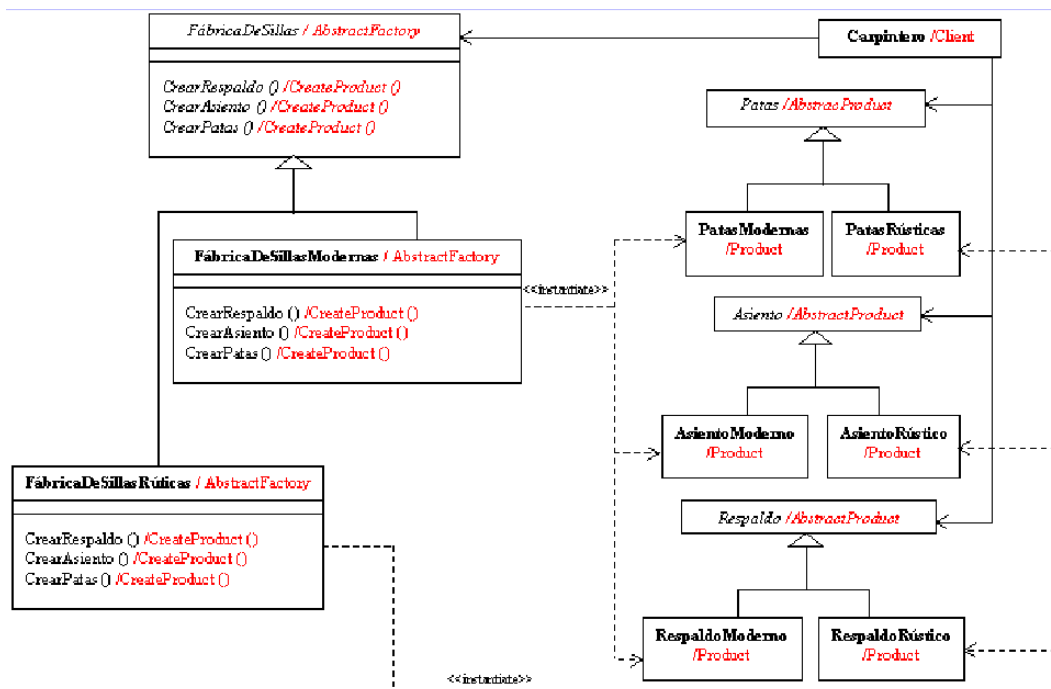 FábricaDeSillas / AbstractFactory
CrearRespaldo () /CreateProduct ()
CrearAsiento () /CreateProduct ()
CrearPatas () /CreateProduct ()
Carpintero /Client
Patas /AbstracProduct
PatasModernas
/Product
PatasRústicas
/Product
FábricaDeSillasModernas / AbstractFactory
CrearRespaldo () /CreateProduct ()
CrearAsiento () /CreateProduct ()
CrearPatas () /CreateProduct ()
<<instantiate>>
Asiento /AbstractProduct
AsientoModerno
/Product
AsientoRústico
/Product
FábricaDeSillasRúticas / AbstractFactory
CrearRespaldo () /CreateProduct ()
CrearAsiento () /CreateProduct ()
CrearPatas () /CreateProduct ()
Respaldo /AbstractProduct
RespaldoModerno
/Product
RespaldoRústico
/Product
<<instantiate>>